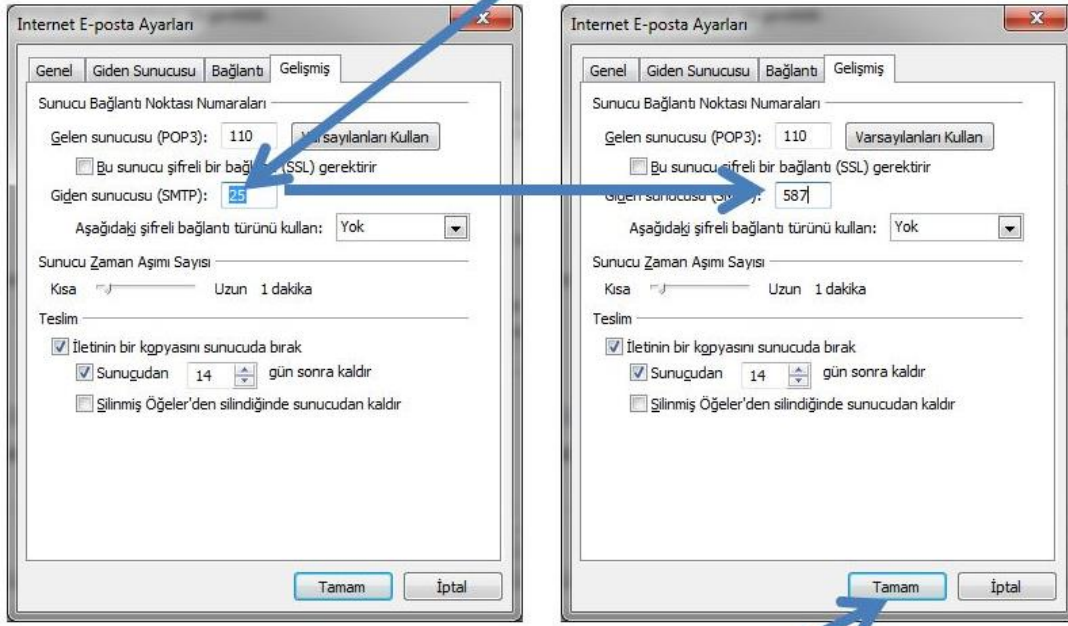 Internet E-posta Ayarları
Genel Giden Sunucusu Bağlantı Gelişmiş
Sunucu Bağlantı Noktası Numaraları
Gelen sunucusu (POP3): 110 Varsayılanları Kullan
Bu sunucu şifreli bir bağlantı (SSL) gerektirir
Giden sunucusu (SMTP): 25
Aşağıdaki şifreli bağlantı türünü kullan: Yok
Sunucu Zaman Aşımı Sayısı
Kısa Uzun 1 dakika
Teslim
İletinin bir kopyasını sunucuda bırak
Sunucudan 14 gün sonra kaldır
Silinmiş Öğeler'den silindiğinde sunucudan kaldır
Tamam İptal
Internet E-posta Ayarları
Genel Giden Sunucusu Bağlantı Gelişmiş
Sunucu Bağlantı Noktası Numaraları
Gelen sunucusu (POP3): 110 Varsayılanları Kullan
Bu sunucu şifreli bir bağlantı (SSL) gerektirir
Giden sunucusu (SMTP): 587
Aşağıdaki şifreli bağlantı türünü kullan: Yok
Sunucu Zaman Aşımı Sayısı
Kısa Uzun 1 dakika
Teslim
İletinin bir kopyasını sunucuda bırak
Sunucudan 14 gün sonra kaldır
Silinmiş Öğeler'den silindiğinde sunucudan kaldır
Tamam İptal